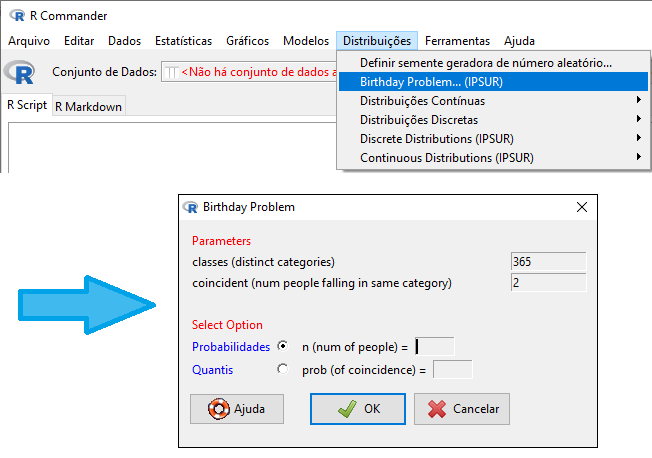 R Commander
Arquivo Editar Dados Estatísticas Gráficos Modelos Distribuições Ferramentas Ajuda
Conjunto de Dados: <Não há conjunto de dados a
Definir semente geradora de número aleatório...
Birthday Problem... (IPSUR)
Distribuições Contínuas
Distribuições Discretas
Discrete Distributions (IPSUR)
Continuous Distributions (IPSUR)
R Script R Markdown
Birthday Problem
Parameters
classes (distinct categories) 365
coincident (num people falling in same category) 2
Select Option
Probabilidades n (num of people) =
Quantis prob (of coincidence) =
Ajuda OK Cancelar